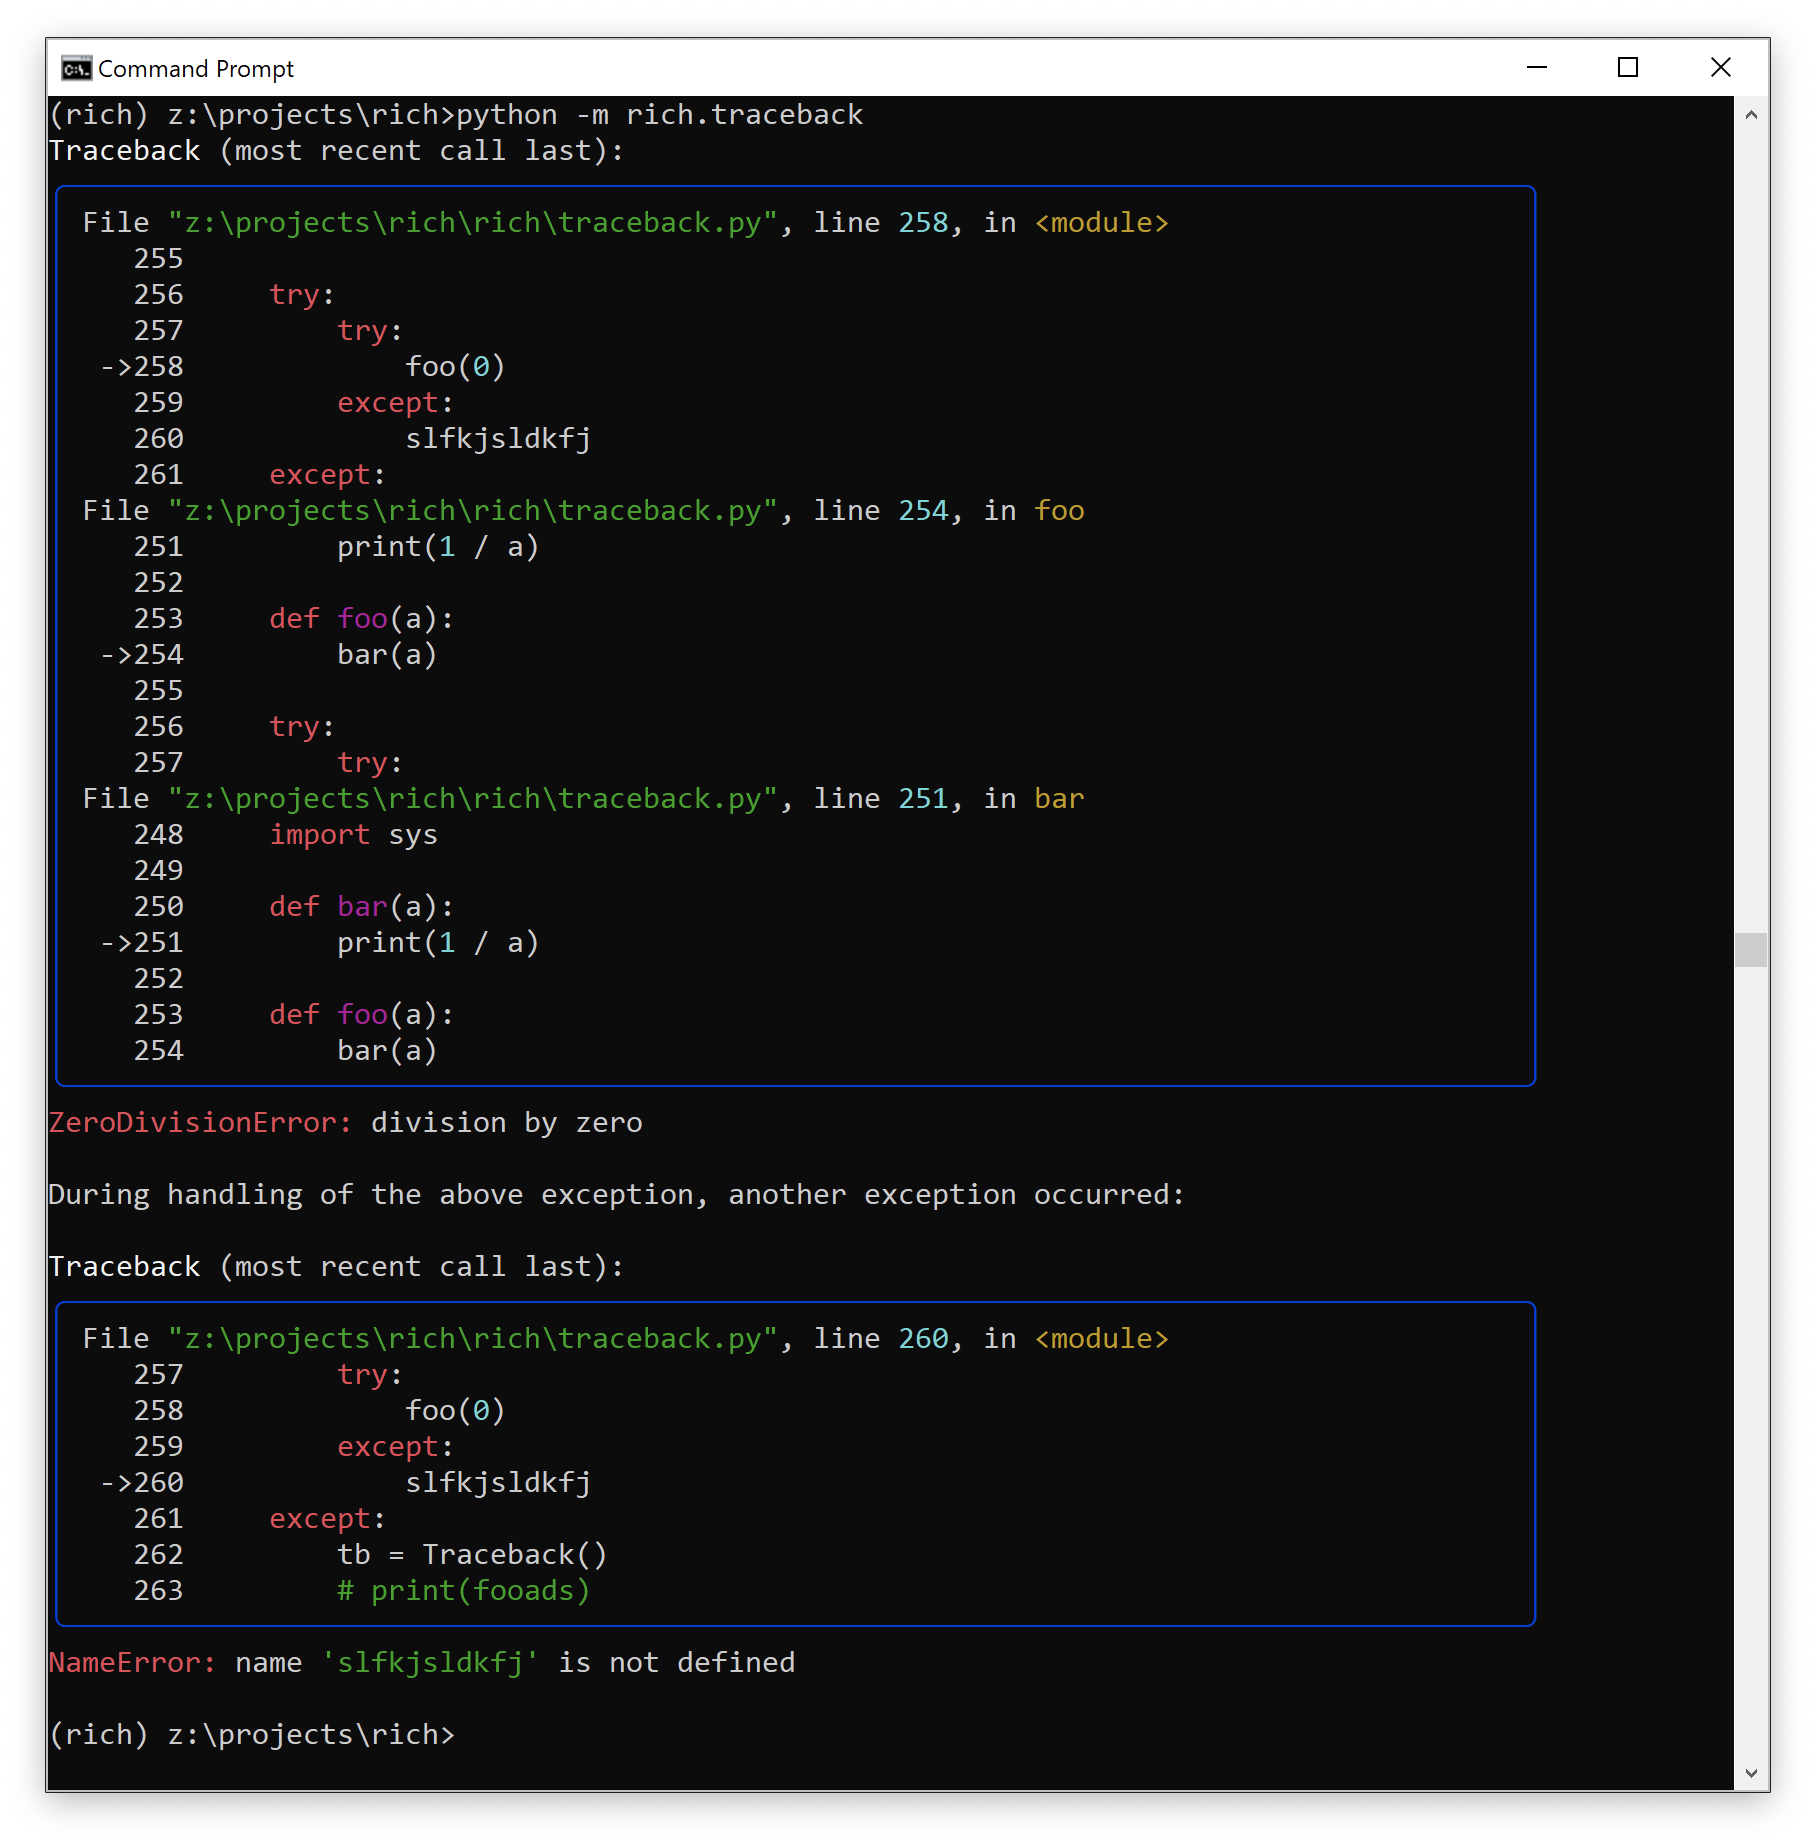 Command Prompt
(rich) z:\projects\rich>python -m rich.traceback
Traceback (most recent call last):
File "z:\projects\rich\rich\traceback.py", line 258, in <module>
255
256 try:
257 try:
->258 foo(0)
259 except:
260 slfkjsldkfj
261 except:
File "z:\projects\rich\rich\traceback.py", line 254, in foo
251 print(1 / a)
252
253 def foo(a):
->254 bar(a)
255
256 try:
257 try:
File "z:\projects\rich\rich\traceback.py", line 251, in bar
248 import sys
249
250 def bar(a):
->251 print(1 / a)
252
253 def foo(a):
254 bar(a)
ZeroDivisionError: division by zero
During handling of the above exception, another exception occurred:
Traceback (most recent call last):
File "z:\projects\rich\rich\traceback.py", line 260, in <module>
257 try:
258 foo(0)
259 except:
->260 slfkjsldkfj
261 except:
262 tb = Traceback()
263 # print(fooads)
NameError: name 'slfkjsldkfj' is not defined
(rich) z:\projects\rich>